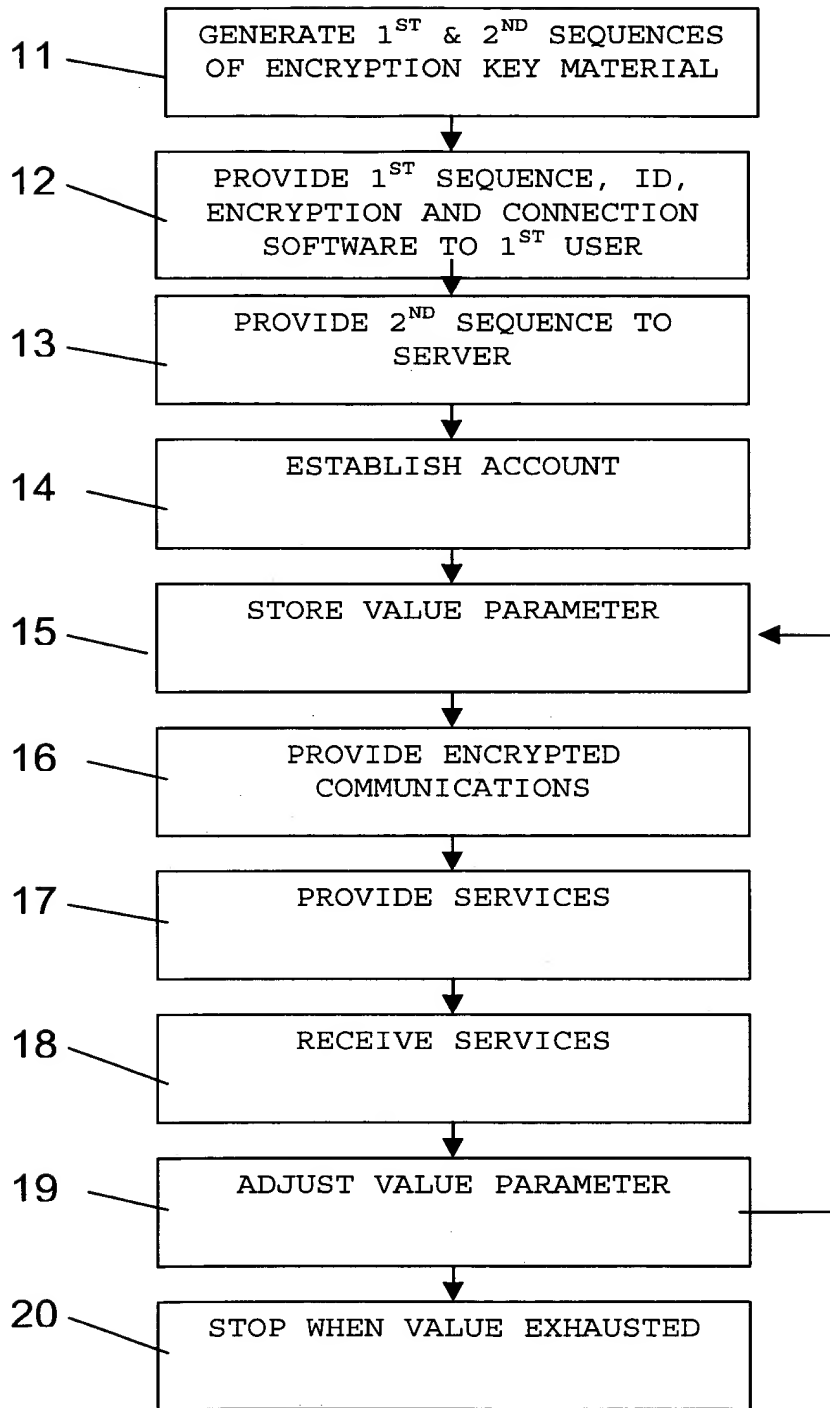 11
GENERATE 1ST & 2ND SEQUENCES
OF ENCRYPTION KEY MATERIAL
12
PROVIDE 1ST SEQUENCE, ID,
ENCRYPTION AND CONNECTION
SOFTWARE TO 1ST USER
13
PROVIDE 2ND SEQUENCE TO
SERVER
14
ESTABLISH ACCOUNT
15
STORE VALUE PARAMETER
16
PROVIDE ENCRYPTED
COMMUNICATIONS
17
PROVIDE SERVICES
18
RECEIVE SERVICES
19
ADJUST VALUE PARAMETER
20
STOP WHEN VALUE EXHAUSTED